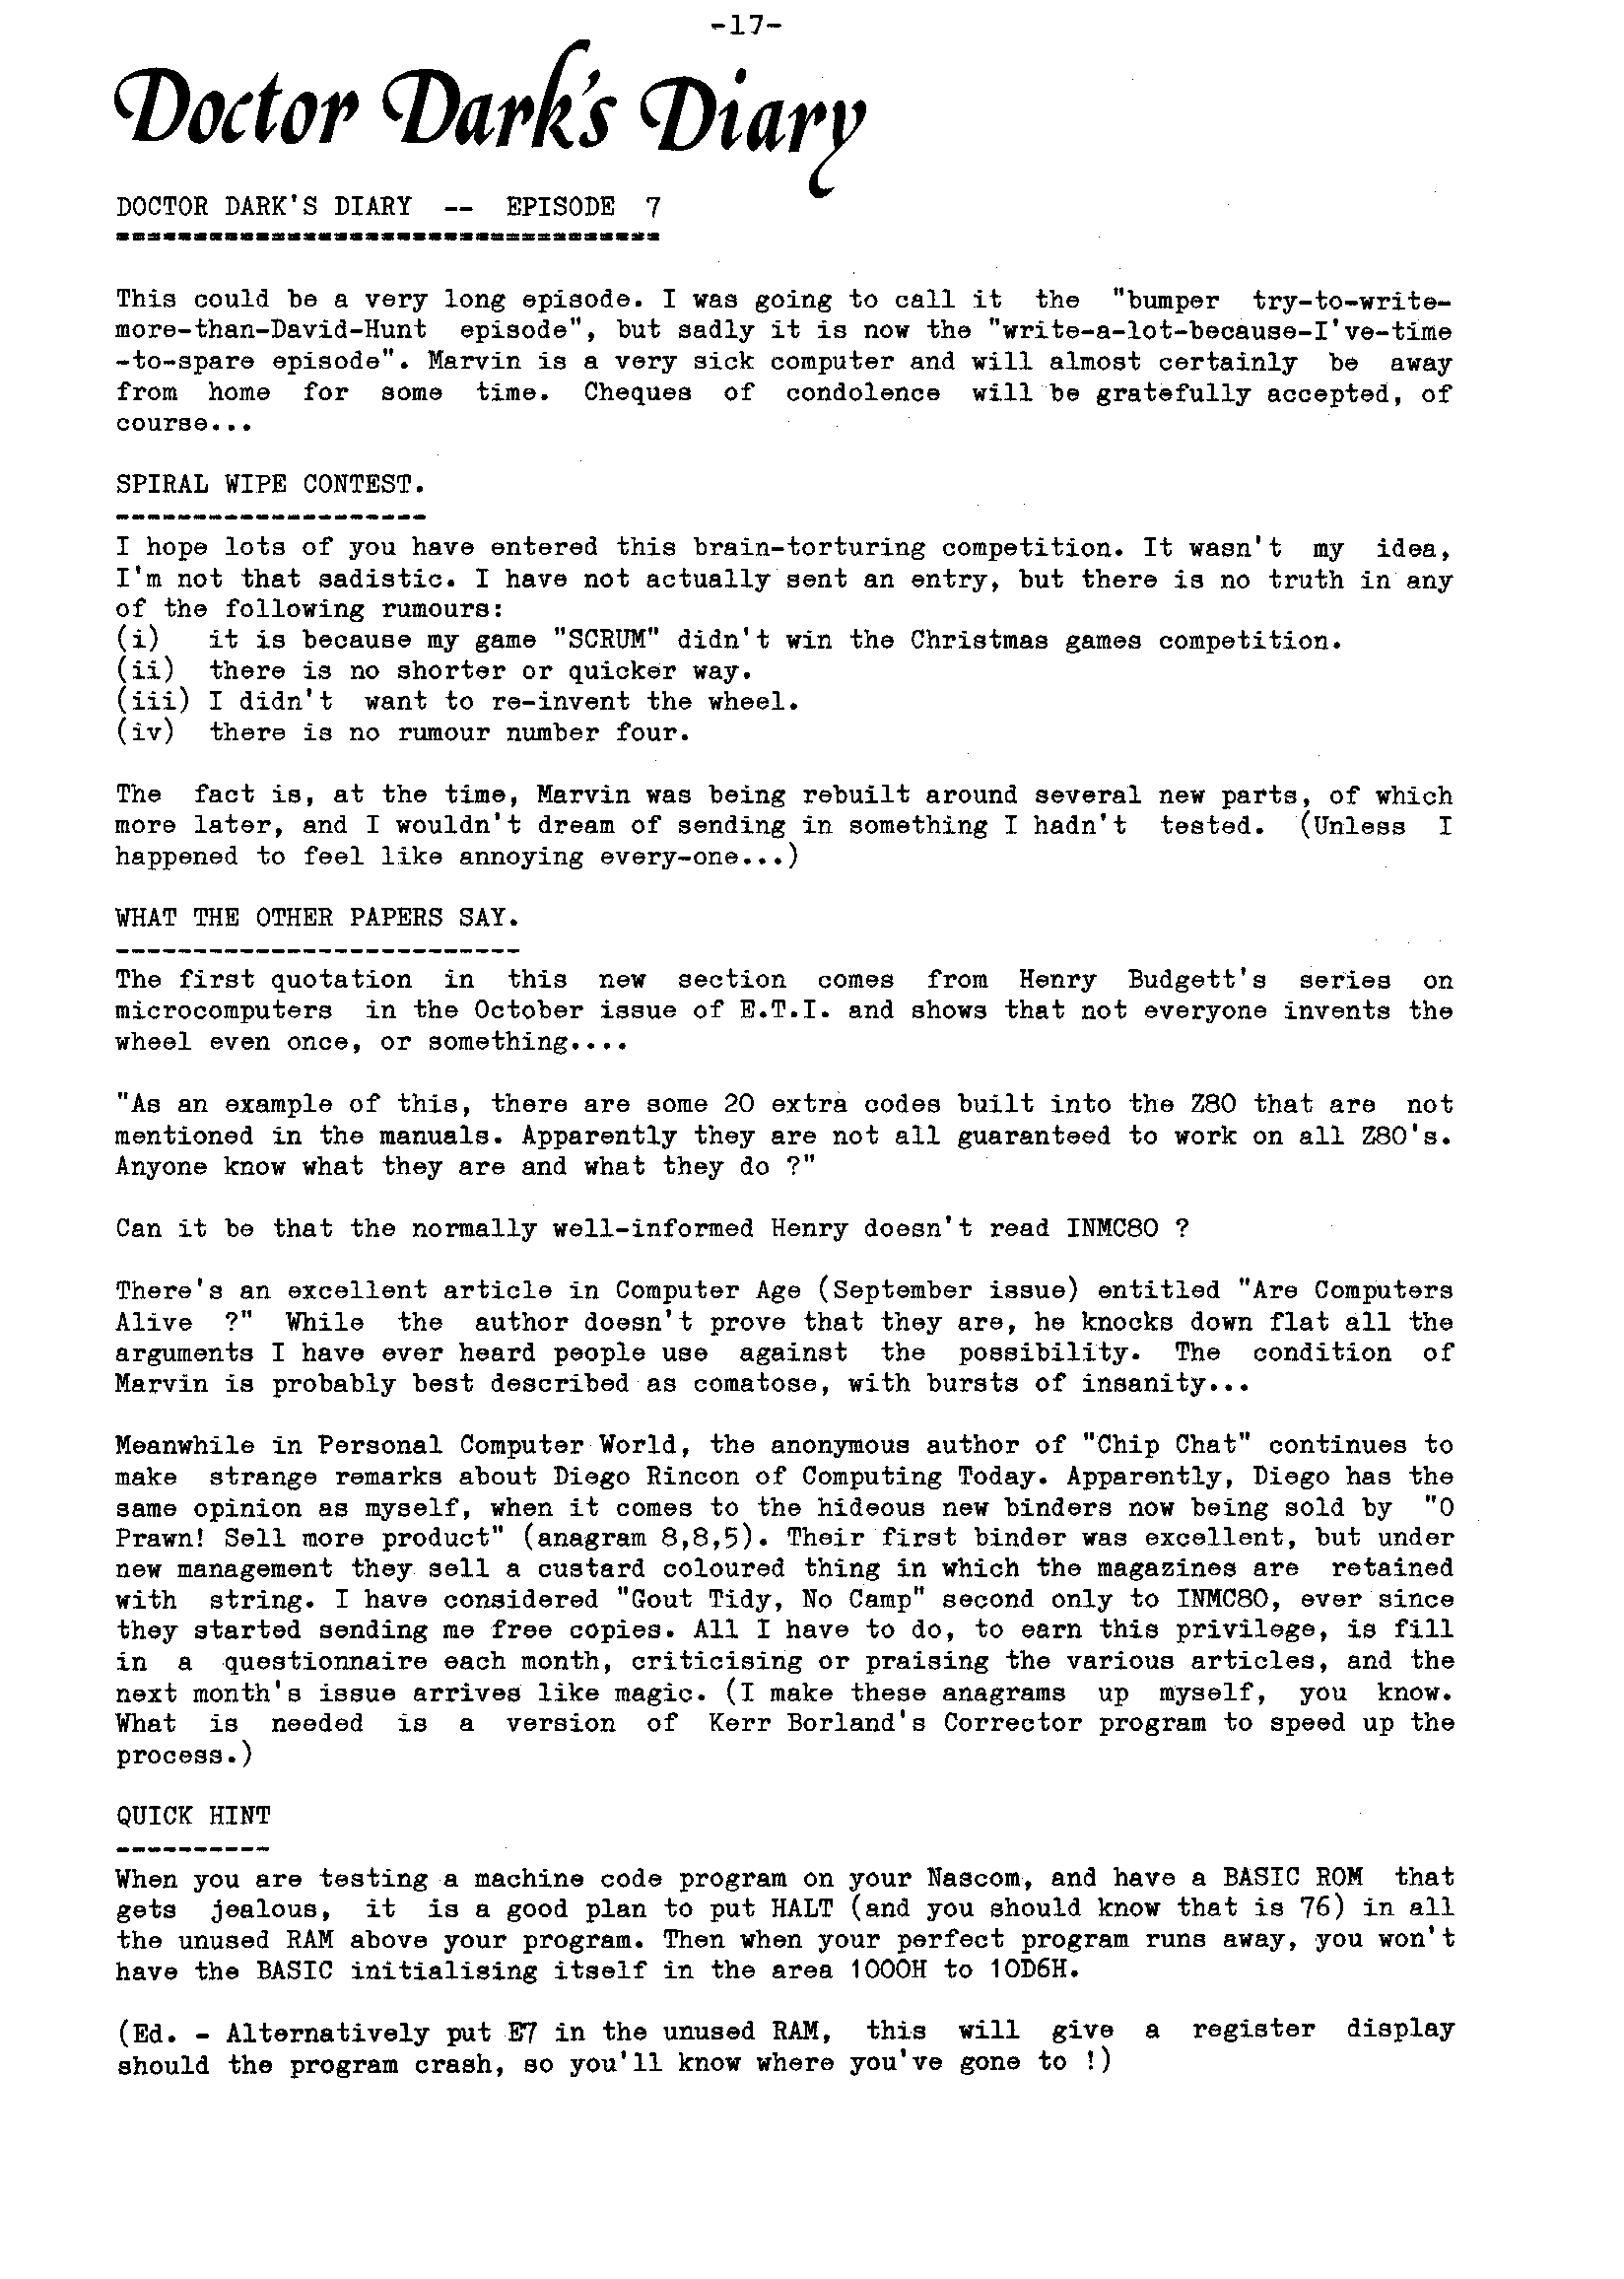 -17-
Doctor Dark's Diary
DOCTOR DARK'S DIARY -- EPISODE 7
===================================
This could be a very long episode. I was going to call it the "bumper try-to-write-
more-than-David-Hunt episode", but sadly it is now the "write-a-lot-because-I've-time
-to-spare episode". Marvin is a very sick computer and will almost certainly be away
from home for some time. Cheques of condolence will be gratefully accepted, of
course...
SPIRAL WIPE CONTEST.
--------------------
I hope lots of you have entered this brain-torturing competition. It wasn't my idea,
I'm not that sadistic. I have not actually sent an entry, but there is no truth in any
of the following rumours:
(i) it is because my game "SCRUM" didn't win the Christmas games competition.
(ii) there is no shorter or quicker way.
(iii) I didn't want to re-invent the wheel.
(iv) there is no rumour number four.
The fact is, at the time, Marvin was being rebuilt around several new parts, of which
more later, and I wouldn't dream of sending in something I hadn't tested. (Unless I
happened to feel like annoying every-one...)
WHAT THE OTHER PAPERS SAY.
--------------------------
The first quotation in this new section comes from Henry Budgett's series on
microcomputers in the October issue of E.T.I. and shows that not everyone invents the
wheel even once, or something....
"As an example of this, there are some 20 extra codes built into the Z80 that are not
mentioned in the manuals. Apparently they are not all guaranteed to work on all Z80's.
Anyone know what they are and what they do ?"
Can it be that the normally well-informed Henry doesn't read INMC80 ?
There's an excellent article in Computer Age (September issue) entitled "Are Computers
Alive ?" While the author doesn't prove that they are, he knocks down flat all the
arguments I have ever heard people use against the possibility. The condition of
Marvin is probably best described as comatose, with bursts of insanity...
Meanwhile in Personal Computer World, the anonymous author of "Chip Chat" continues to
make strange remarks about Diego Rincon of Computing Today. Apparently, Diego has the
same opinion as myself, when it comes to the hideous new binders now being sold by "O
Prawn! Sell more product" (anagram 8,8,5). Their first binder was excellent, but under
new management they sell a custard coloured thing in which the magazines are retained
with string. I have considered "Gout Tidy, No Camp" second only to INMC80, ever since
they started sending me free copies. All I have to do, to earn this privilege, is fill
in a questionnaire each month, criticising or praising the various articles, and the
next month's issue arrives like magic. (I make these anagrams up myself, you know.
What is needed is a version of Kerr Borland's Corrector program to speed up the
process.)
QUICK HINT
----------
When you are testing a machine code program on your Nascom, and have a BASIC ROM that
gets jealous, it is a good plan to put HALT (and you should know that is 76) in all
the unused RAM above your program. Then when your perfect program runs away, you won't
have the BASIC initialising itself in the area 1000H to 10D6H.
(Ed. - Alternatively put E7 in the unused RAM, this will give a register display
should the program crash, so you'll know where you've gone to !)